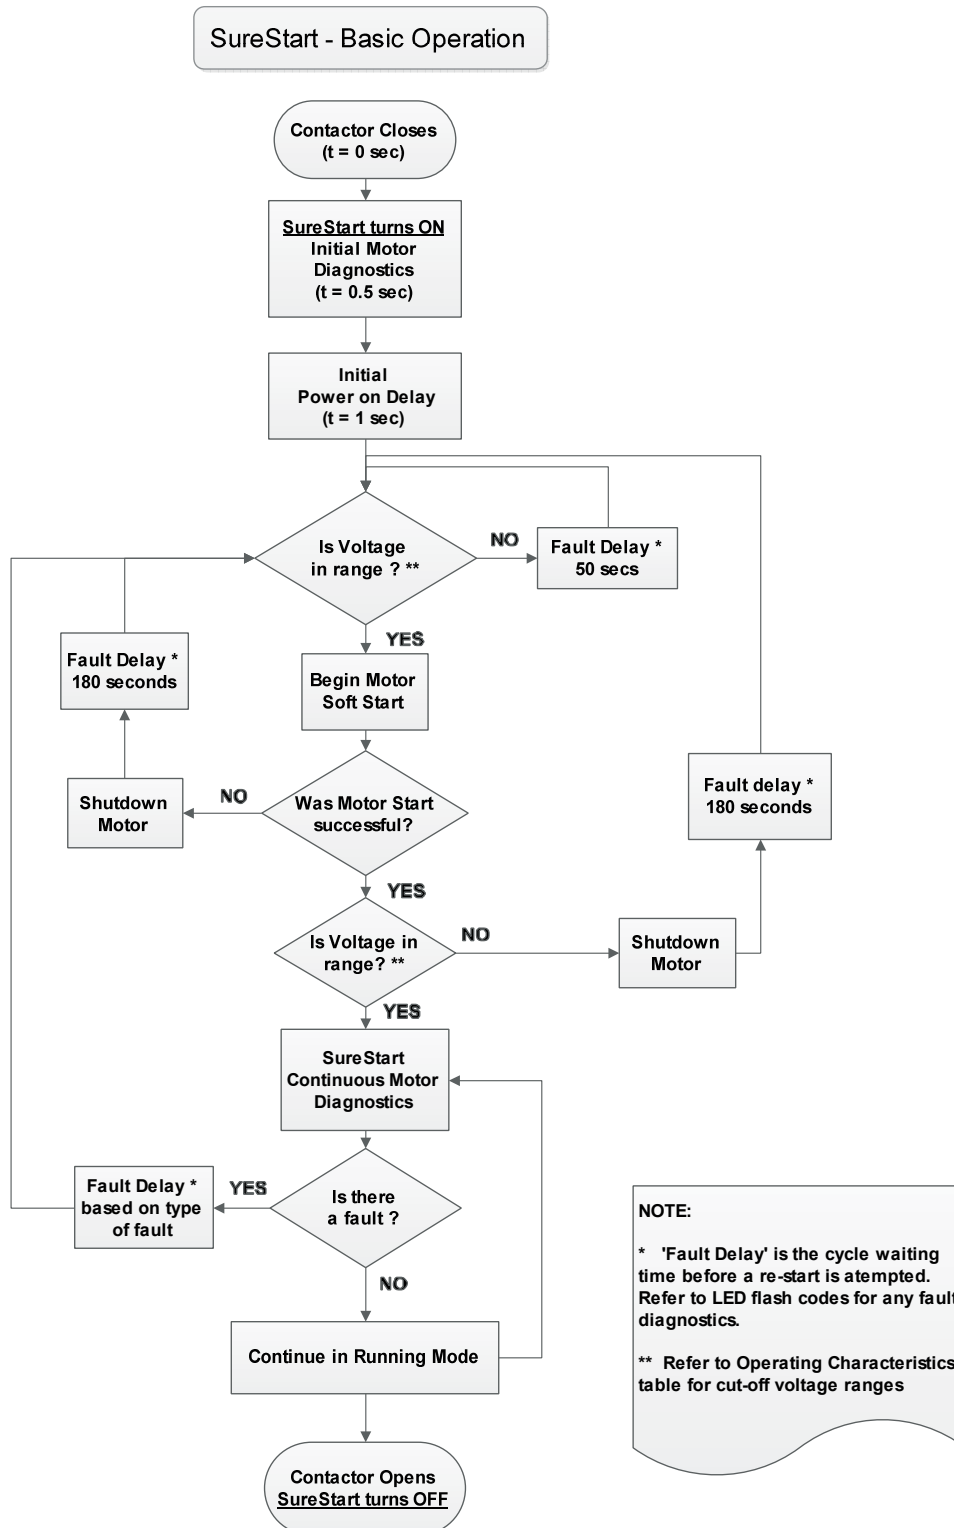 SureStart - Basic Operation
Contactor Closes
(t = 0 sec)
SureStart turns ON
Initial Motor
Diagnostics
(t = 0.5 sec)
Initial
Power on Delay
(t = 1 sec)
Is Voltage
in range ? **
NO
Fault Delay *
50 secs
YES
Fault Delay *
180 seconds
Begin Motor
Soft Start
Shutdown
Motor
NO
Was Motor Start
successful?
Fault delay *
180 seconds
YES
Is Voltage in
range? **
NO
Shutdown
Motor
YES
SureStart
Continuous Motor
Diagnostics
Fault Delay *
based on type
of fault
YES
Is there
a fault ?
NO
Continue in Running Mode
Contactor Opens
SureStart turns OFF
NOTE:
* 'Fault Delay' is the cycle waiting
time before a re-start is atempted.
Refer to LED flash codes for any fault
diagnostics.
** Refer to Operating Characteristics
table for cut-off voltage ranges